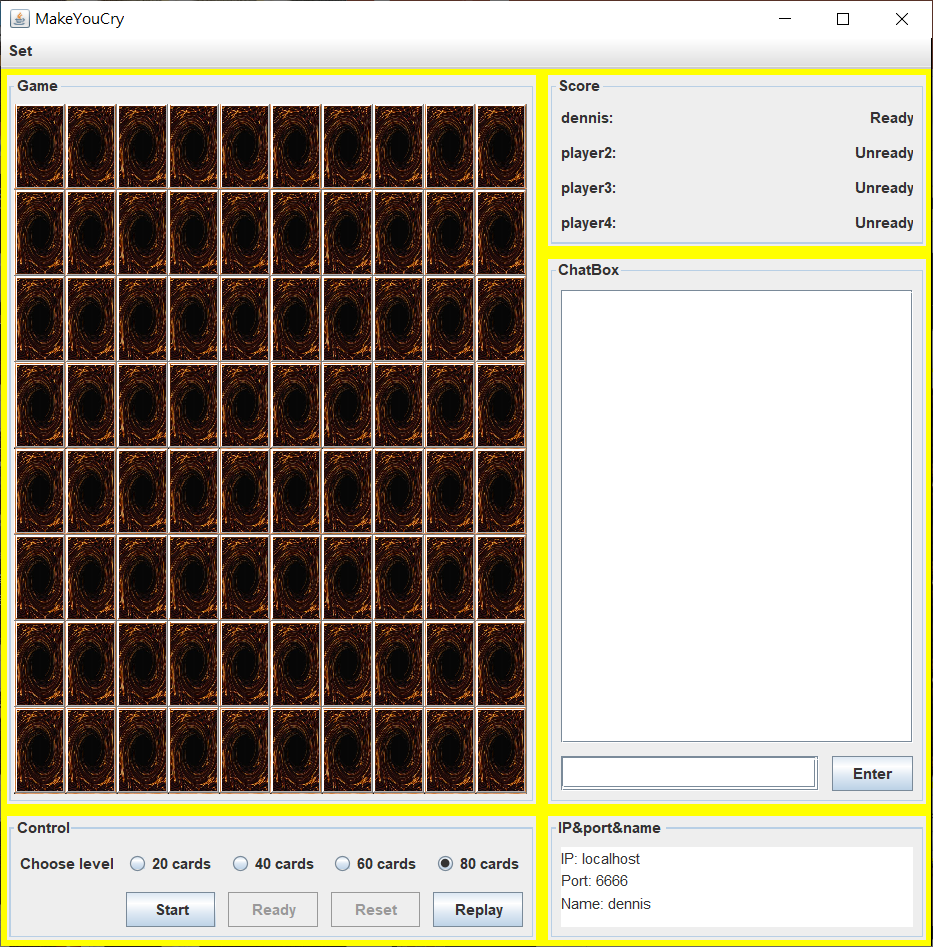 MakeYouCry
Set
Game
Score
dennis: Ready
player2: Unready
player3: Unready
player4: Unready
ChatBox
Enter
Control
Choose level 20 cards 40 cards 60 cards 80 cards
Start Ready Reset Replay
IP&port&name
IP: localhost
Port: 6666
Name: dennis